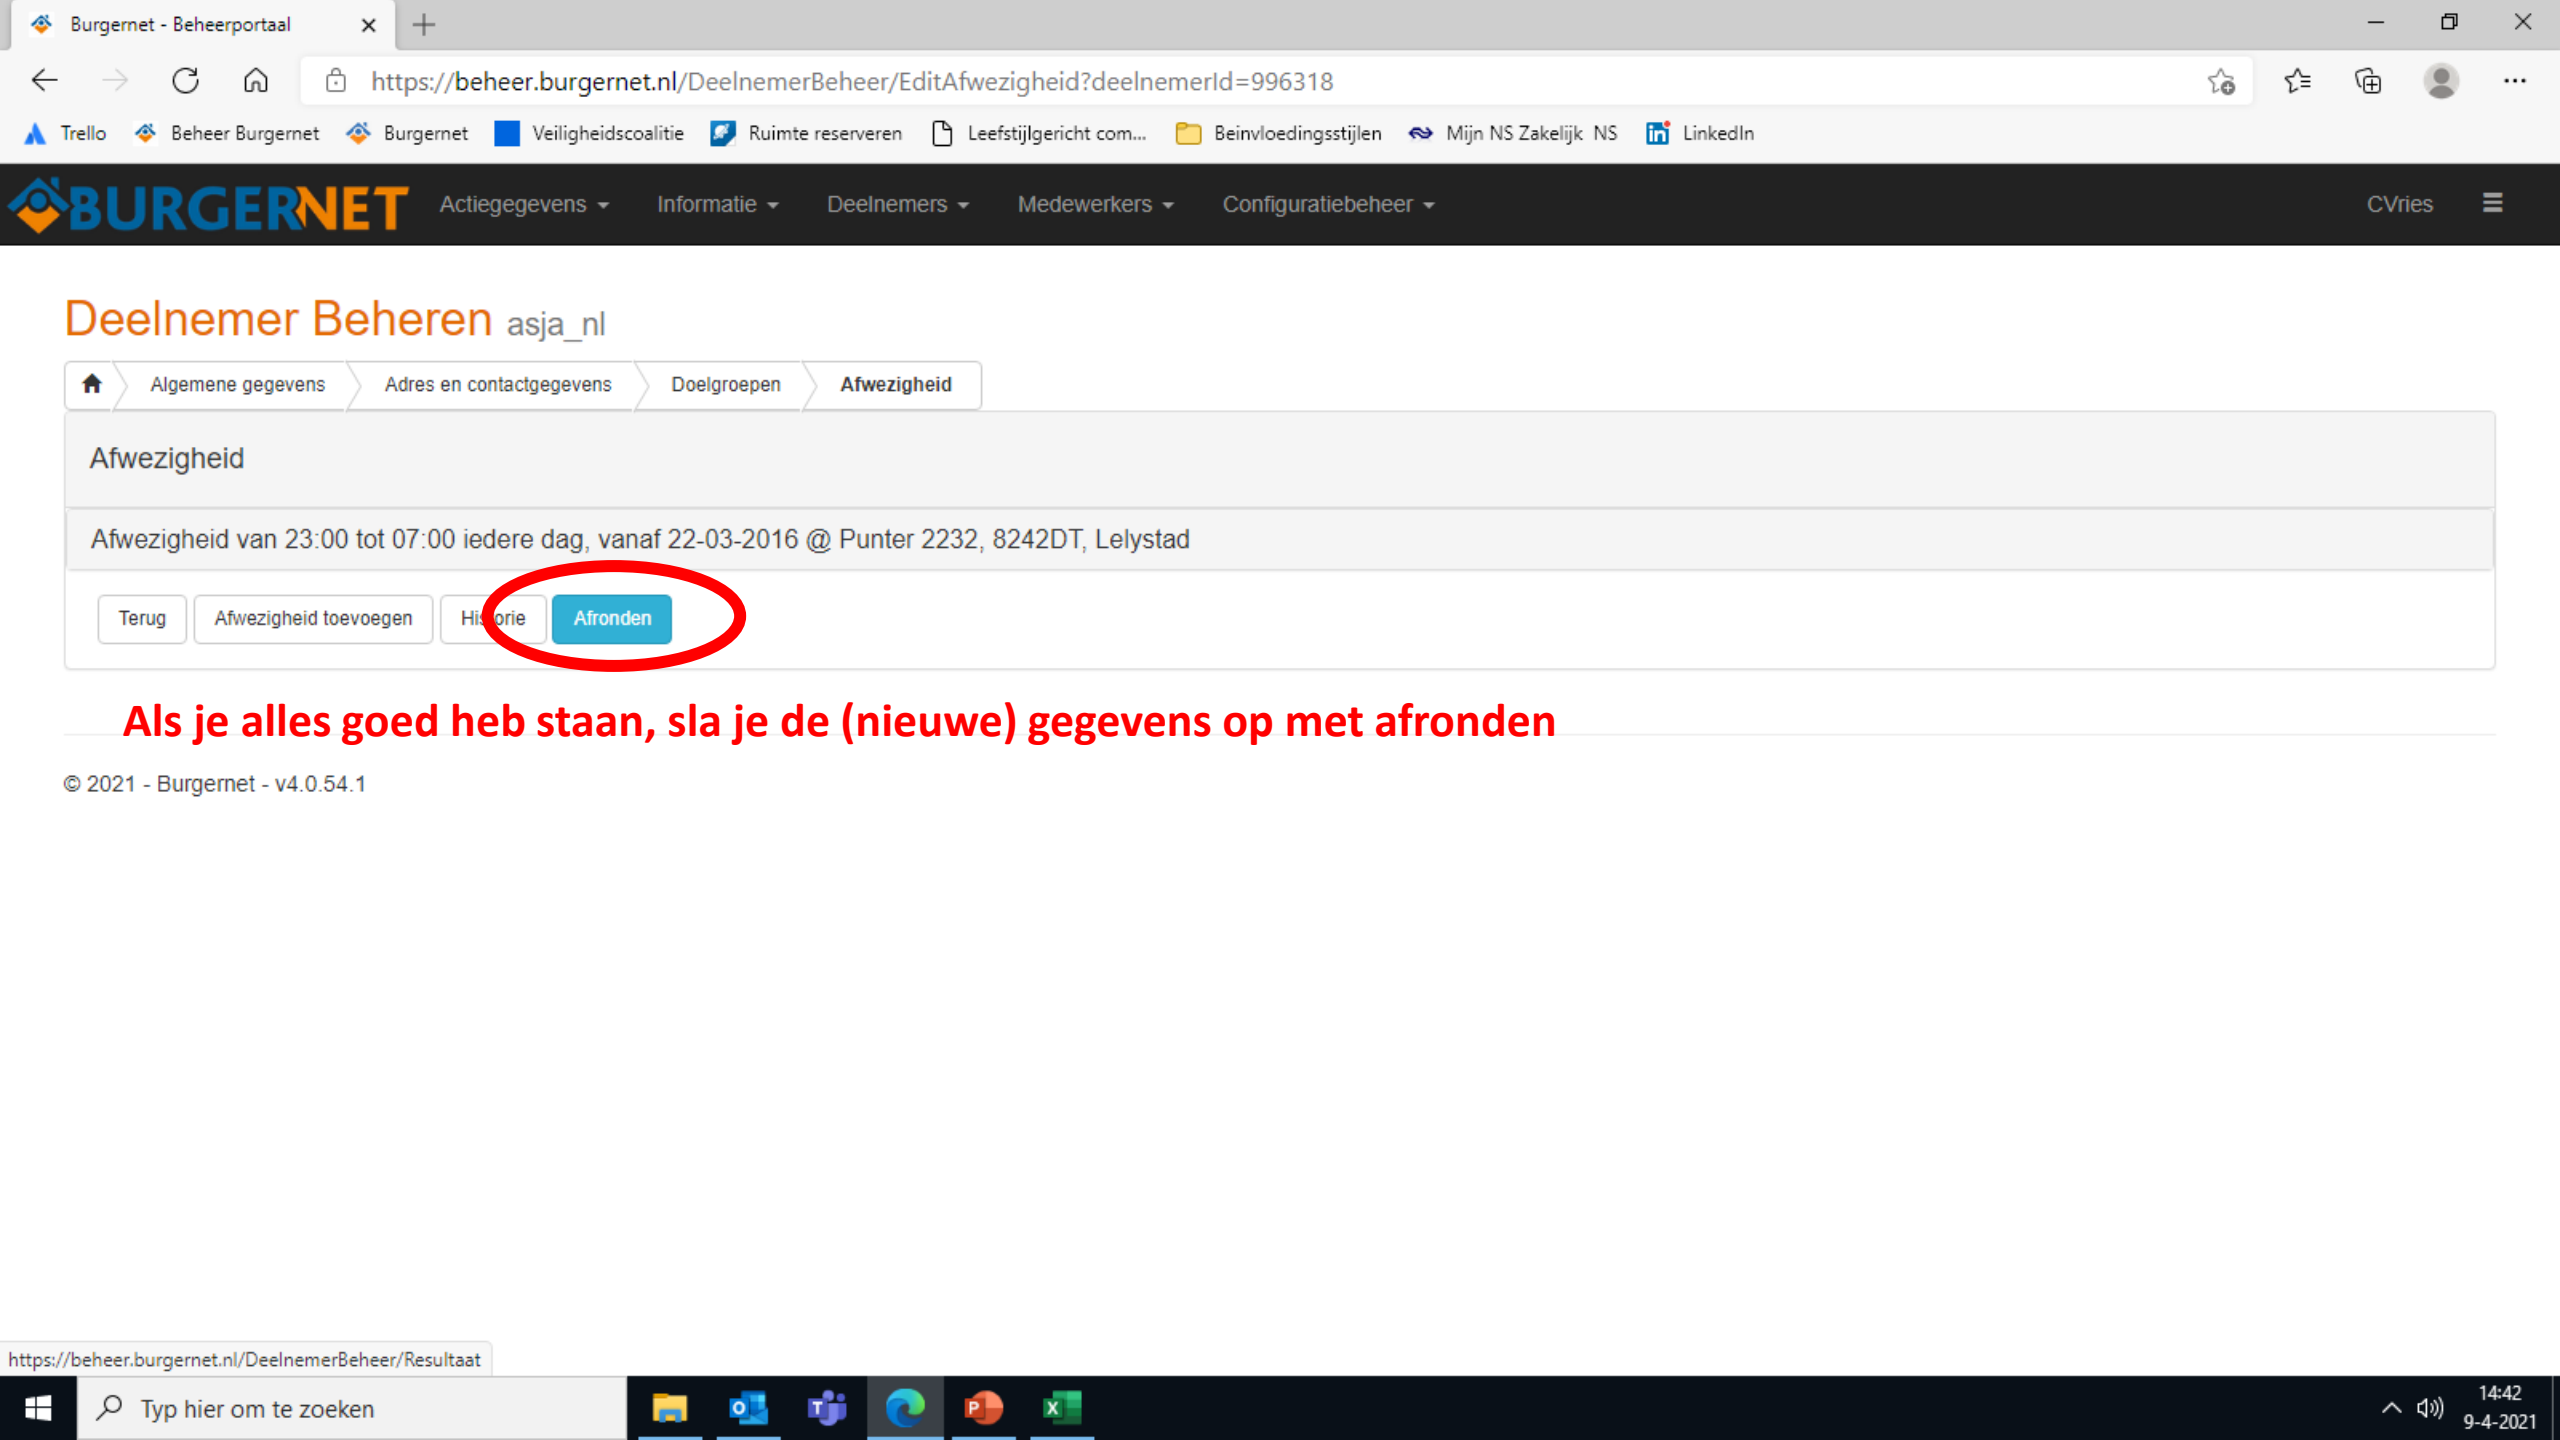 Burgernet - Beheerportaal
https://beheer.burgernet.nl/DeelnemerBeheer/EditAfwezigheid?deelnemerId=996318
Trello Beheer Burgernet Burgernet Veiligheidscoalitie Ruimte reserveren Leefstijlgericht com... Beinvloedingsstijlen Mijn NS Zakelijk NS LinkedIn
BURGERNET Actiegegevens Informatie Deelnemers Medewerkers Configuratiebeheer CVries
Deelnemer Beheren asja_nl
Algemene gegevens Adres en contactgegevens Doelgroepen Afwezigheid
Afwezigheid
Afwezigheid van 23:00 tot 07:00 iedere dag, vanaf 22-03-2016 @ Punter 2232, 8242DT, Lelystad
Terug Afwezigheid toevoegen Historie Afronden
Als je alles goed heb staan, sla je de (nieuwe) gegevens op met afronden
© 2021 - Burgernet - v4.0.54.1
https://beheer.burgernet.nl/DeelnemerBeheer/Resultaat
Typ hier om te zoeken
14:42
9-4-2021